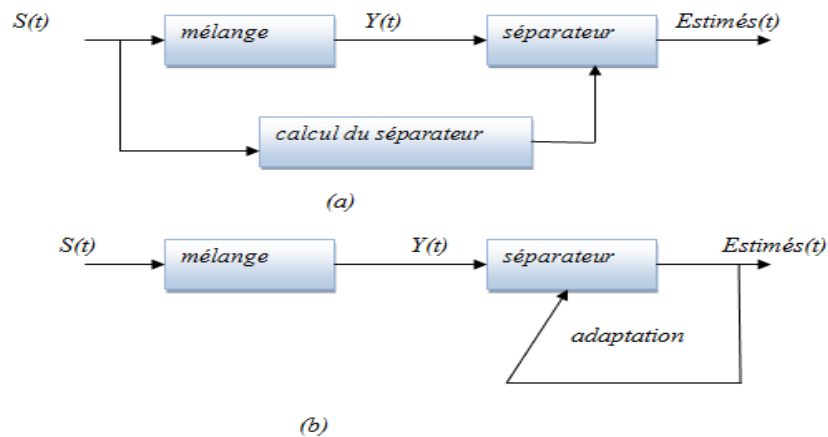 S(t)
mélange
Y(t)
séparateur
Estimés(t)
calcul du séparateur
(a)
S(t)
mélange
Y(t)
séparateur
Estimés(t)
adaptation
(b)